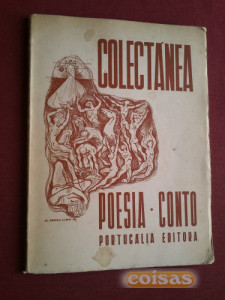 COLECTÂNEA
POESIA · CONTO
PORTUGALIA EDITORA
coisas